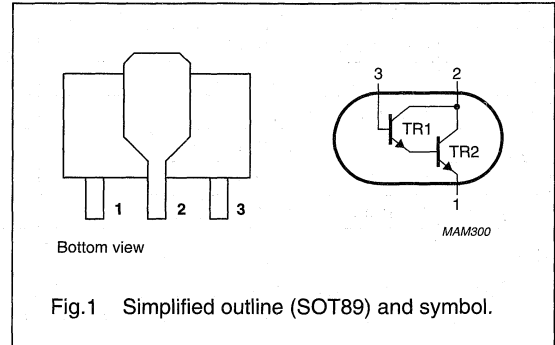 3 2
TR1
TR2
1
1 2 3
MAM300
Bottom view
Fig.1 Simplified outline (SOT89) and symbol.